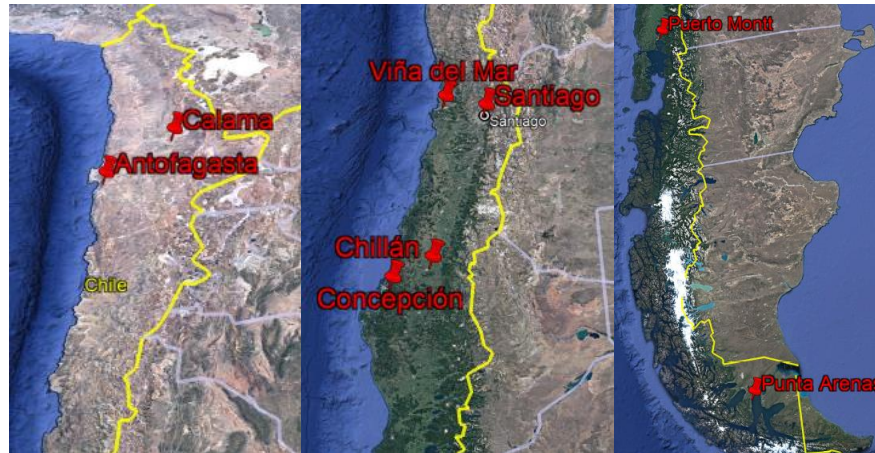 Calama
Antofagasta
Chile
Viña del Mar
Santiago
Santiago
Chillán
Concepción
Puerto Montt
Punta Arenas